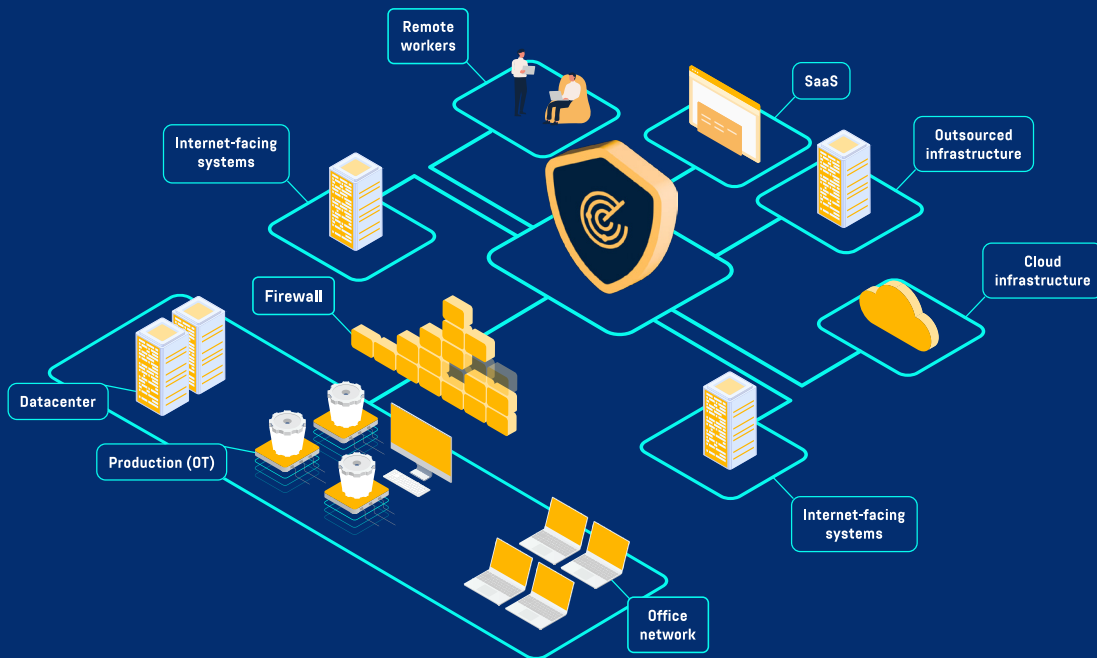 Remote
workers
SaaS
Internet-facing
systems
Outsourced
infrastructure
Cloud
infrastructure
Firewall
Datacenter
Production (OT)
Internet-facing
systems
Office
network